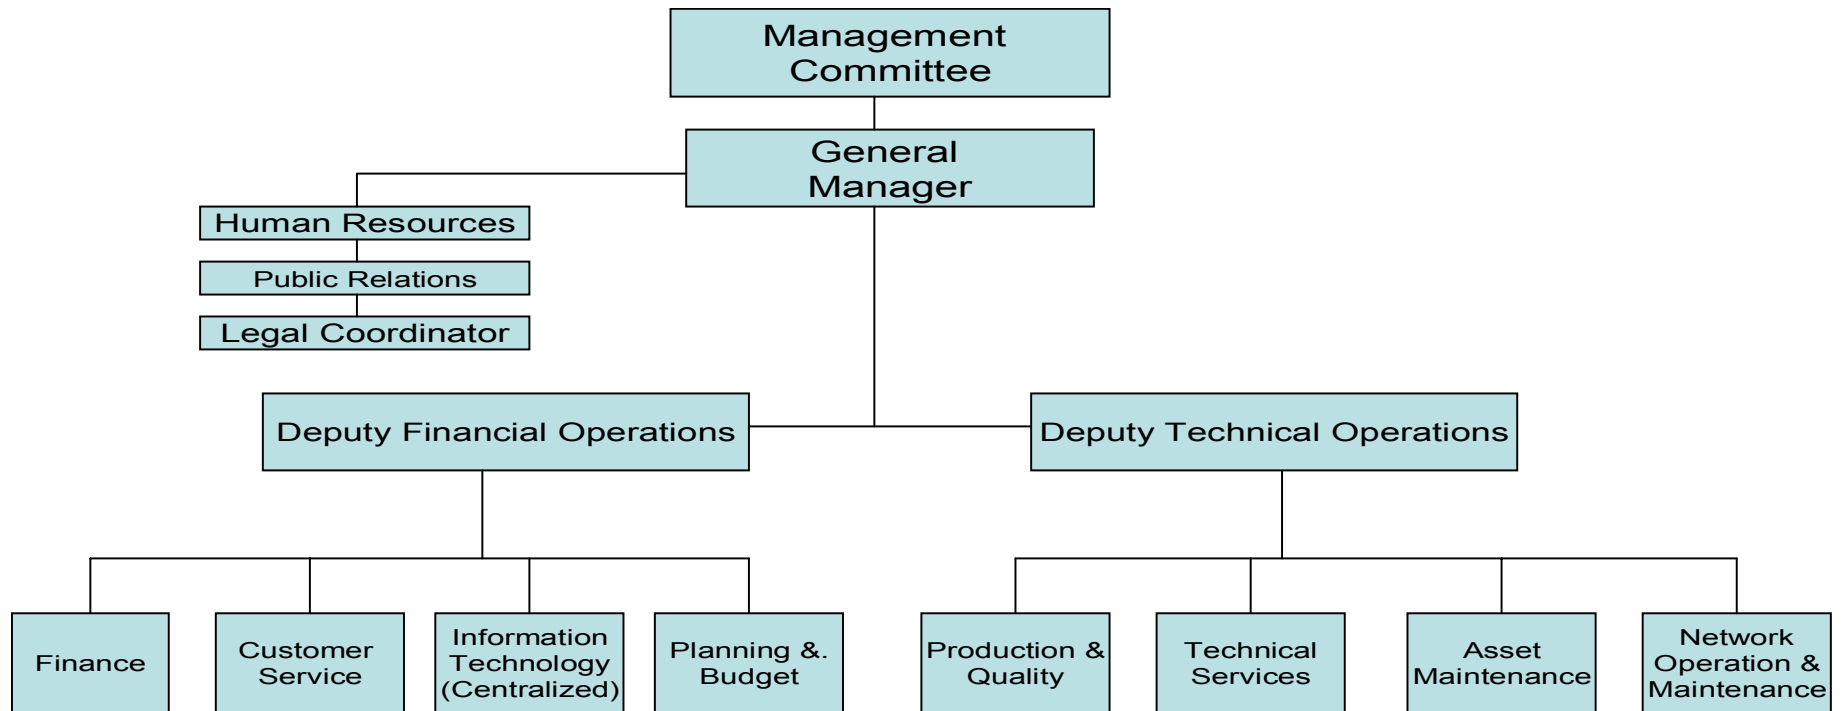 Management
Committee
General
Manager
Human Resources
Public Relations
Legal Coordinator
Deputy Financial Operations
Deputy Technical Operations
Finance
Customer
Service
Information
Technology
(Centralized)
Planning &.
Budget
Production &
Quality
Technical
Services
Asset
Maintenance
Network
Operation &
Maintenance